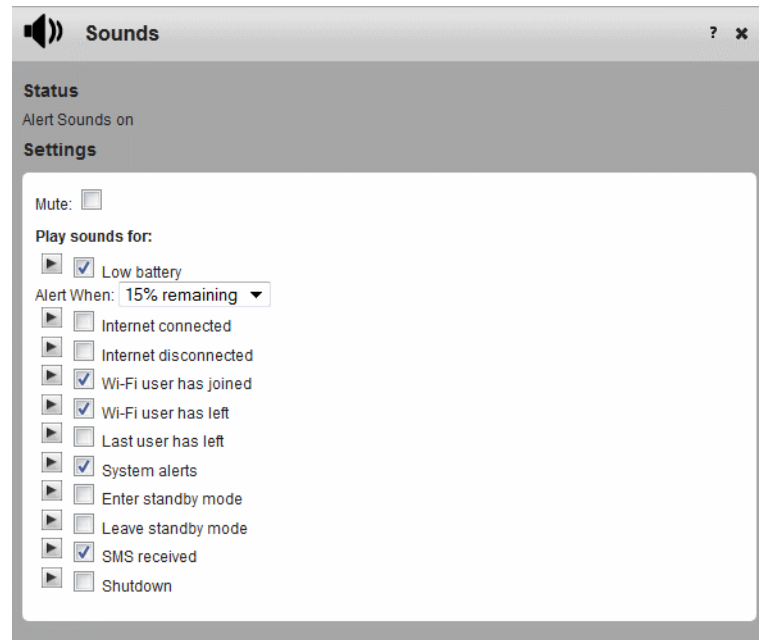 Sounds ?
Status
Alert Sounds on
Settings
Mute:
Play sounds for:
Low battery
Alert When: 15% remaining
Internet connected
Internet disconnected
Wi-Fi user has joined
Wi-Fi user has left
Last user has left
System alerts
Enter standby mode
Leave standby mode
SMS received
Shutdown